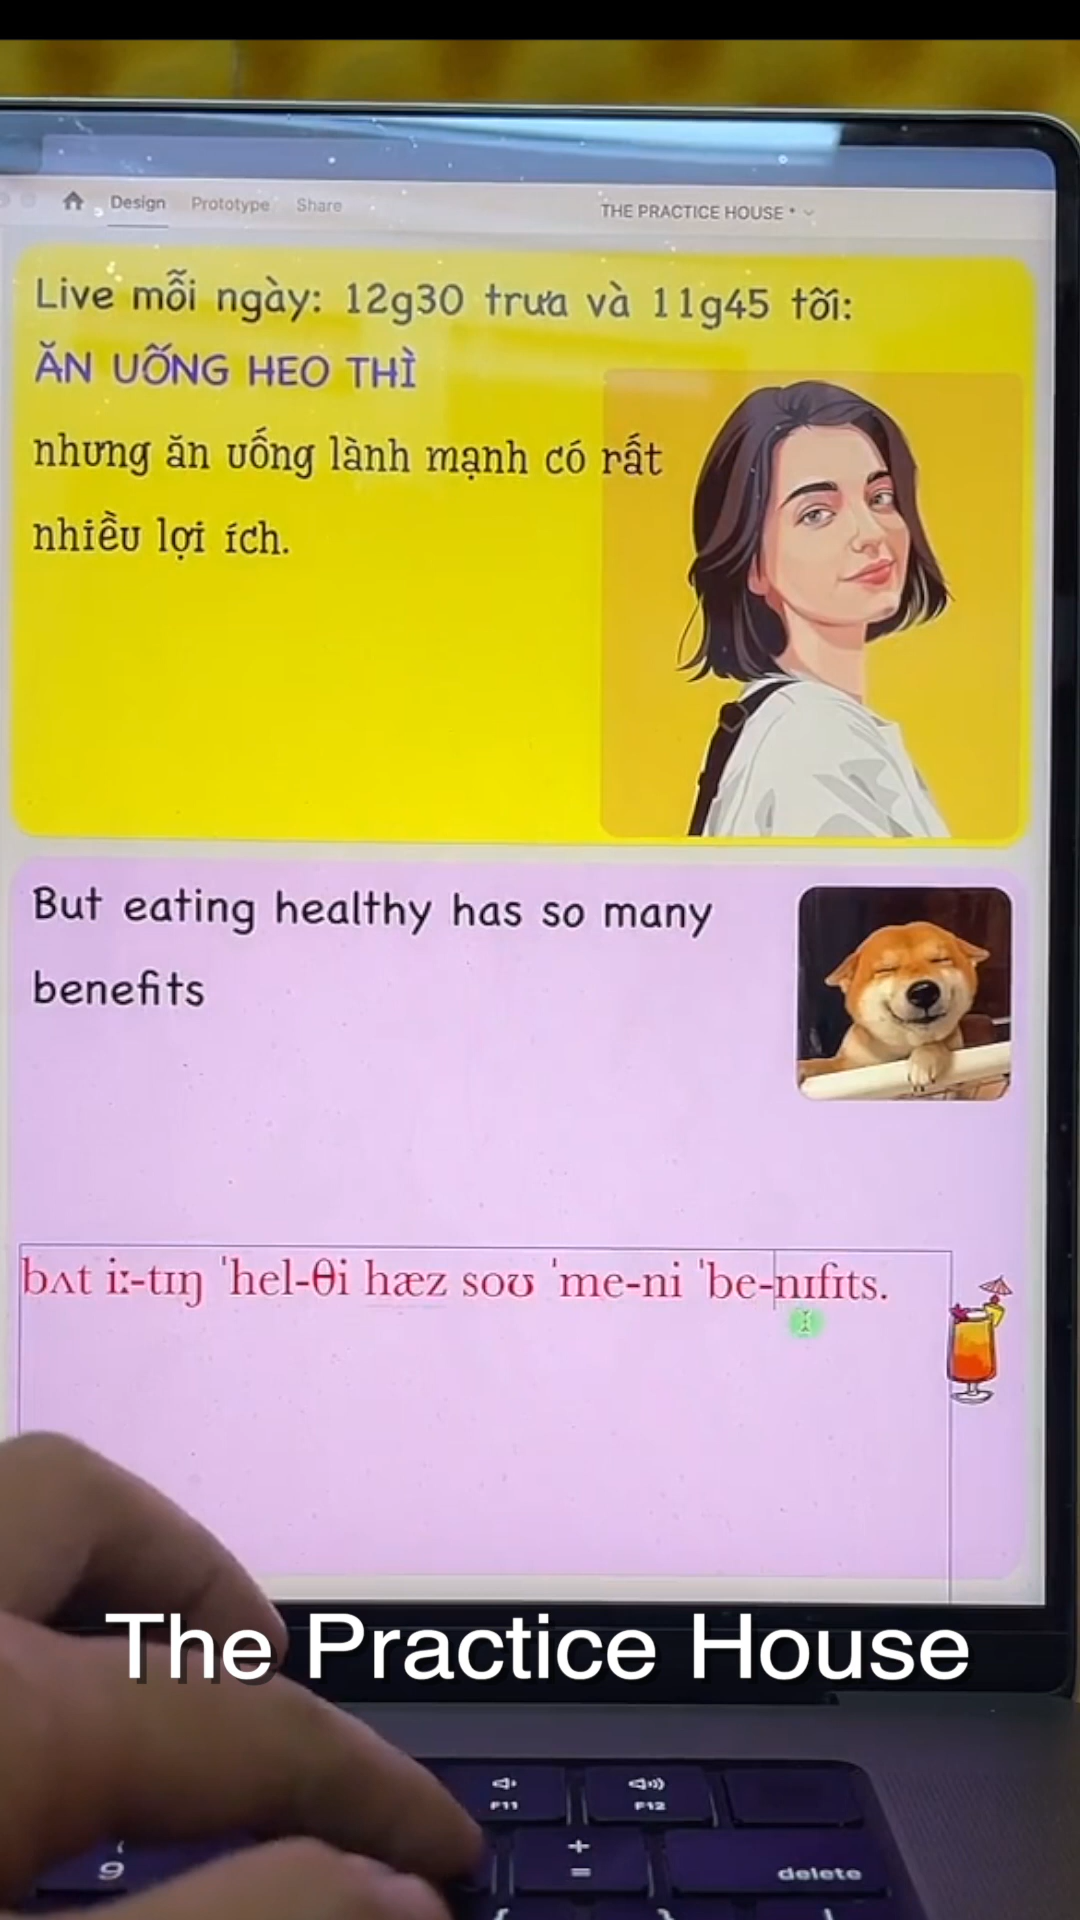 Design Prototype Share THE PRACTICE HOUSE *
Live mỗi ngày: 12g30 trưa và 11g45 tối:
ĂN UỐNG HEO THÌ
nhưng ăn uống lành mạnh có rất
nhiều lợi ích.
But eating healthy has so many
benefits
bʌt iː-tɪŋ ˈhel-θi hæz soʊ ˈme-ni ˈbe-nɪfɪts.
The Practice House
F11 F12
+
=
9
delete